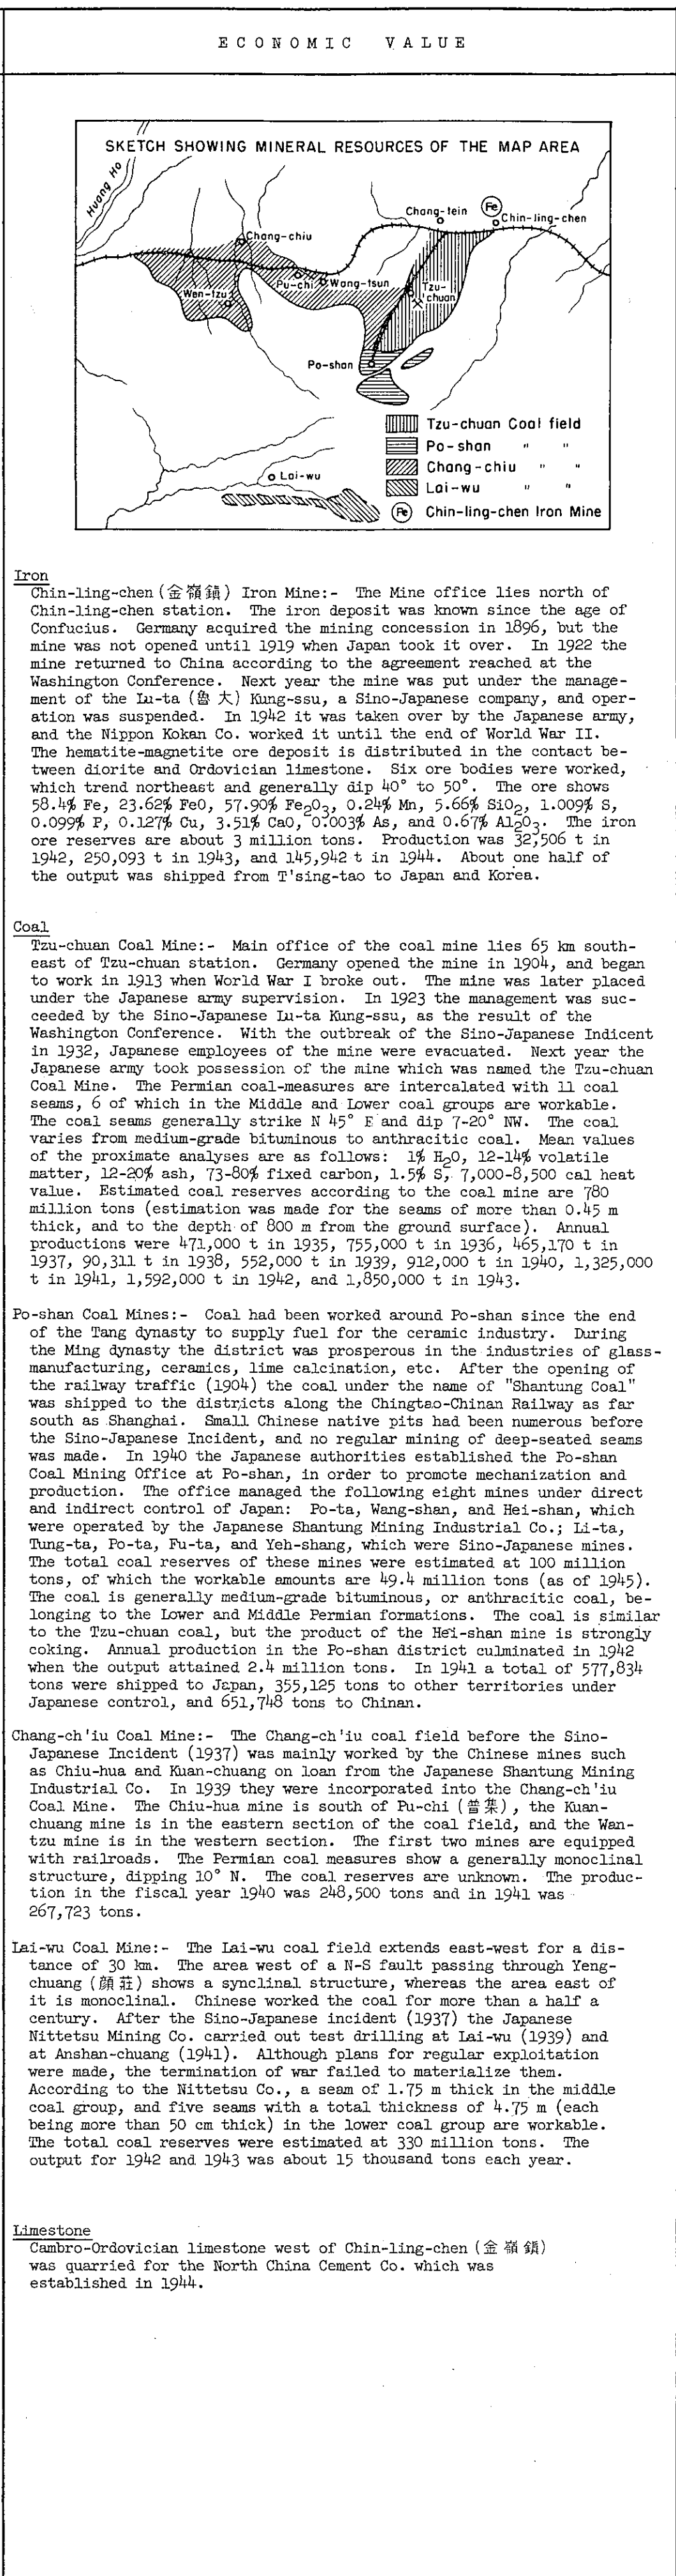 ECONOMIC VALUE
SKETCH SHOWING MINERAL RESOURCES OF THE MAP AREA
Huang Ho
Chang-tein
Fe
Chin-ling-chen
Chang-chiu
Pu-chi
Wang-tsun
Wen-tzu
Tzu-chuan
Po-shan
Lai-wu
Tzu-chuan Coal field
Po-shan " "
Chang-chiu " "
Lai-wu " "
Fe Chin-ling-chen Iron Mine
Iron
Chin-ling-chen (金嶺鎮) Iron Mine:- The Mine office lies north of
Chin-ling-chen station. The iron deposit was known since the age of
Confucius. Germany acquired the mining concession in 1896, but the
mine was not opened until 1919 when Japan took it over. In 1922 the
mine returned to China according to the agreement reached at the
Washington Conference. Next year the mine was put under the manage-
ment of the Lu-ta (魯大) Kung-ssu, a Sino-Japanese company, and oper-
ation was suspended. In 1942 it was taken over by the Japanese army,
and the Nippon Kokan Co. worked it until the end of World War II.
The hematite-magnetite ore deposit is distributed in the contact be-
tween diorite and Ordovician limestone. Six ore bodies were worked,
which trend northeast and generally dip 40° to 50°. The ore shows
58.4% Fe, 23.62% FeO, 57.90% Fe₂O₃, 0.24% Mn, 5.66% SiO₂, 1.009% S,
0.099% P, 0.127% Cu, 3.51% CaO, 0.003% As, and 0.67% Al₂O₃. The iron
ore reserves are about 3 million tons. Production was 32,506 t in
1942, 250,093 t in 1943, and 145,942 t in 1944. About one half of
the output was shipped from T'sing-tao to Japan and Korea.
Coal
Tzu-chuan Coal Mine:- Main office of the coal mine lies 65 km south-
east of Tzu-chuan station. Germany opened the mine in 1904, and began
to work in 1913 when World War I broke out. The mine was later placed
under the Japanese army supervision. In 1923 the management was suc-
ceeded by the Sino-Japanese Lu-ta Kung-ssu, as the result of the
Washington Conference. With the outbreak of the Sino-Japanese Indicent
in 1932, Japanese employees of the mine were evacuated. Next year the
Japanese army took possession of the mine which was named the Tzu-chuan
Coal Mine. The Permian coal-measures are intercalated with 11 coal
seams, 6 of which in the Middle and Lower coal groups are workable.
The coal seams generally strike N 45° E and dip 7-20° NW. The coal
varies from medium-grade bituminous to anthracitic coal. Mean values
of the proximate analyses are as follows: 1% H₂O, 12-14% volatile
matter, 12-20% ash, 73-80% fixed carbon, 1.5% S, 7,000-8,500 cal heat
value. Estimated coal reserves according to the coal mine are 780
million tons (estimation was made for the seams of more than 0.45 m
thick, and to the depth of 800 m from the ground surface). Annual
productions were 471,000 t in 1935, 755,000 t in 1936, 465,170 t in
1937, 90,311 t in 1938, 552,000 t in 1939, 912,000 t in 1940, 1,325,000
t in 1941, 1,592,000 t in 1942, and 1,850,000 t in 1943.
Po-shan Coal Mines:- Coal had been worked around Po-shan since the end
of the Tang dynasty to supply fuel for the ceramic industry. During
the Ming dynasty the district was prosperous in the industries of glass-
manufacturing, ceramics, lime calcination, etc. After the opening of
the railway traffic (1904) the coal under the name of "Shantung Coal"
was shipped to the districts along the Chingtao-Chinan Railway as far
south as Shanghai. Small Chinese native pits had been numerous before
the Sino-Japanese Incident, and no regular mining of deep-seated seams
was made. In 1940 the Japanese authorities established the Po-shan
Coal Mining Office at Po-shan, in order to promote mechanization and
production. The office managed the following eight mines under direct
and indirect control of Japan: Po-ta, Wang-shan, and Hei-shan, which
were operated by the Japanese Shantung Mining Industrial Co.; Li-ta,
Tung-ta, Po-ta, Fu-ta, and Yeh-shang, which were Sino-Japanese mines.
The total coal reserves of these mines were estimated at 100 million
tons, of which the workable amounts are 49.4 million tons (as of 1945).
The coal is generally medium-grade bituminous, or anthracitic coal, be-
longing to the Lower and Middle Permian formations. The coal is similar
to the Tzu-chuan coal, but the product of the Hei-shan mine is strongly
coking. Annual production in the Po-shan district culminated in 1942
when the output attained 2.4 million tons. In 1941 a total of 577,834
tons were shipped to Japan, 355,125 tons to other territories under
Japanese control, and 651,748 tons to Chinan.
Chang-ch'iu Coal Mine:- The Chang-ch'iu coal field before the Sino-
Japanese Incident (1937) was mainly worked by the Chinese mines such
as Chiu-hua and Kuan-chuang on loan from the Japanese Shantung Mining
Industrial Co. In 1939 they were incorporated into the Chang-ch'iu
Coal Mine. The Chiu-hua mine is south of Pu-chi (普集), the Kuan-
chuang mine is in the eastern section of the coal field, and the Wan-
tzu mine is in the western section. The first two mines are equipped
with railroads. The Permian coal measures show a generally monoclinal
structure, dipping 10° N. The coal reserves are unknown. The produc-
tion in the fiscal year 1940 was 248,500 tons and in 1941 was
267,723 tons.
Lai-wu Coal Mine:- The Lai-wu coal field extends east-west for a dis-
tance of 30 km. The area west of a N-S fault passing through Yeng-
chuang (顏莊) shows a synclinal structure, whereas the area east of
it is monoclinal. Chinese worked the coal for more than a half a
century. After the Sino-Japanese incident (1937) the Japanese
Nittetsu Mining Co. carried out test drilling at Lai-wu (1939) and
at Anshan-chuang (1941). Although plans for regular exploitation
were made, the termination of war failed to materialize them.
According to the Nittetsu Co., a seam of 1.75 m thick in the middle
coal group, and five seams with a total thickness of 4.75 m (each
being more than 50 cm thick) in the lower coal group are workable.
The total coal reserves were estimated at 330 million tons. The
output for 1942 and 1943 was about 15 thousand tons each year.
Limestone
Cambro-Ordovician limestone west of Chin-ling-chen (金嶺鎮)
was quarried for the North China Cement Co. which was
established in 1944.